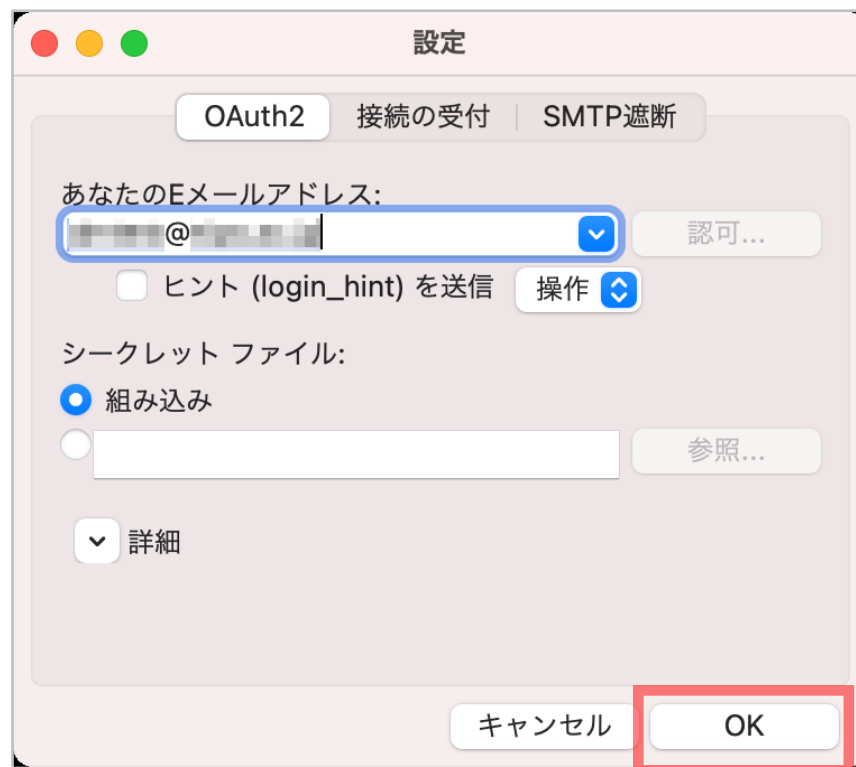 設定
OAuth2 接続の受付 SMTP遮断
あなたのEメールアドレス:
@
認可...
ヒント (login_hint) を送信 操作
シークレット ファイル:
組み込み
参照...
詳細
キャンセル OK